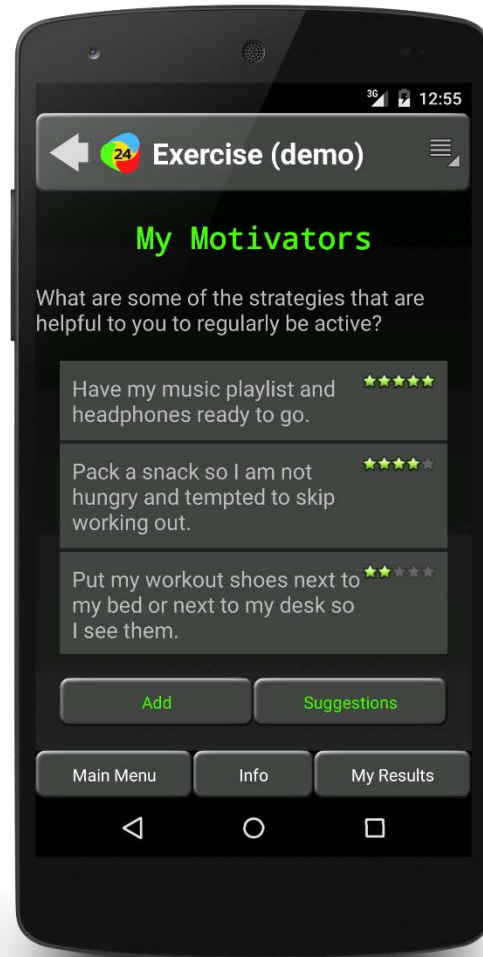 3G 12:55
24 Exercise (demo)
My Motivators
What are some of the strategies that are
helpful to you to regularly be active?
Have my music playlist and
headphones ready to go.
Pack a snack so I am not
hungry and tempted to skip
working out.
Put my workout shoes next to
my bed or next to my desk so
I see them.
Add Suggestions
Main Menu Info My Results